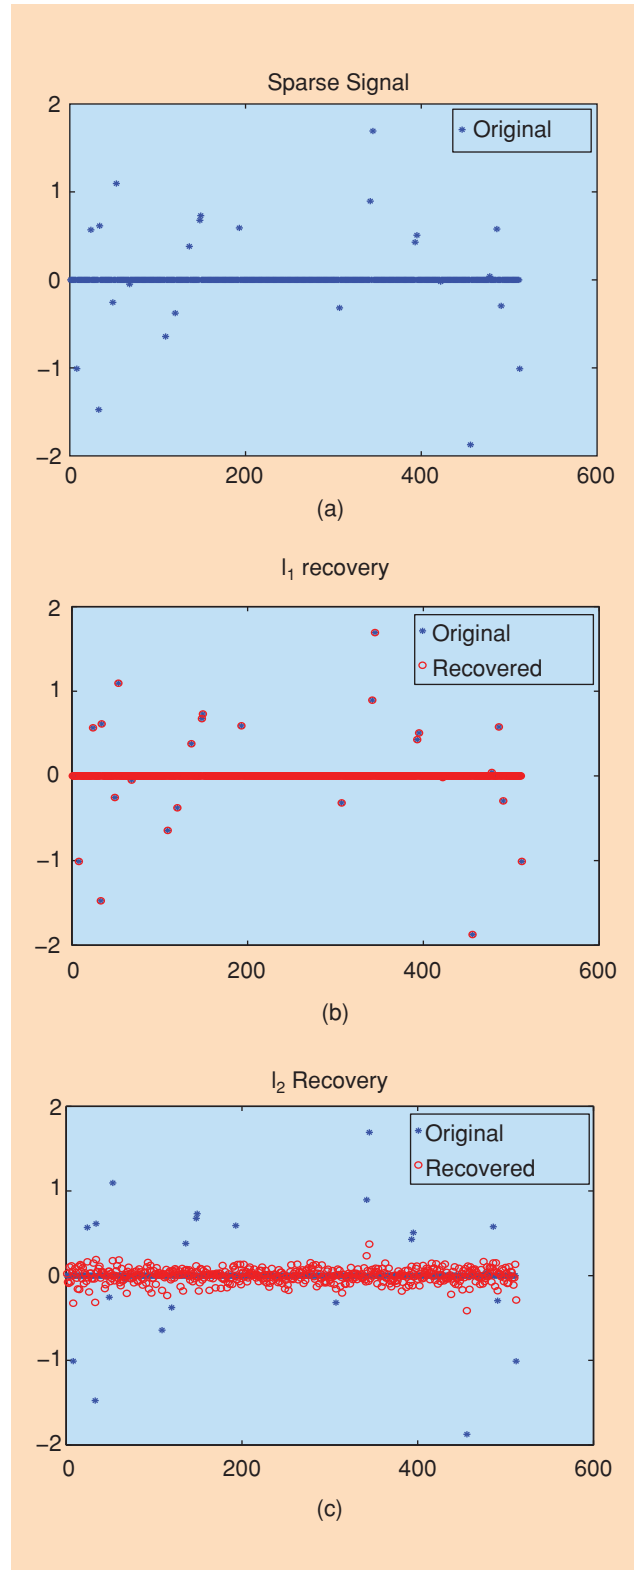 Sparse Signal
2
1
0
−1
−2
0 200 400 600
Original
(a)
l₁ recovery
2
1
0
−1
−2
0 200 400 600
Original
Recovered
(b)
l₂ Recovery
2
1
0
−1
−2
0 200 400 600
Original
Recovered
(c)